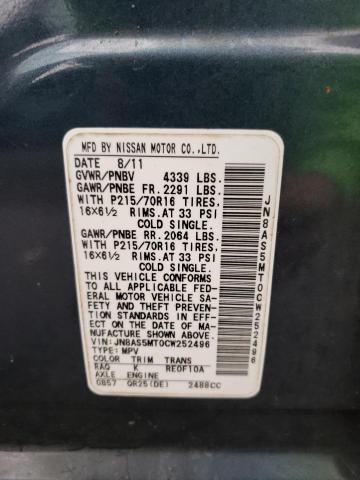 MFD BY NISSAN MOTOR CO.,LTD.
DATE 8/11
GVWR/PNBV 4339 LBS.
GAWR/PNBE FR. 2291 LBS.
WITH P215/70R16 TIRES,
16X6½ RIMS.AT 33 PSI
COLD SINGLE.
GAWR/PNBE RR. 2064 LBS.
WITH P215/70R16 TIRES,
16X6½ RIMS.AT 33 PSI
COLD SINGLE.
THIS VEHICLE CONFORMS
TO ALL APPLICABLE FED-
ERAL MOTOR VEHICLE SA-
FETY AND THEFT PREVENTION
STANDARDS IN EFFECT
ON THE DATE OF MA-
NUFACTURE SHOWN ABOVE.
VIN: JN8AS5MT0CW252496
TYPE: MPV
COLOR TRIM TRANS
RAQ K RE0F10A
AXLE ENGINE
GB57 QR25(DE) 2488CC
JN8AS5MT0CW252496